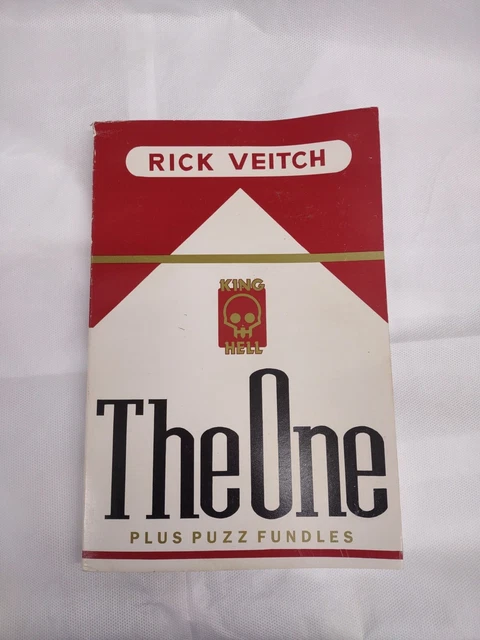 RICK VEITCH
KING
HELL
The One
PLUS PUZZ FUNDLES